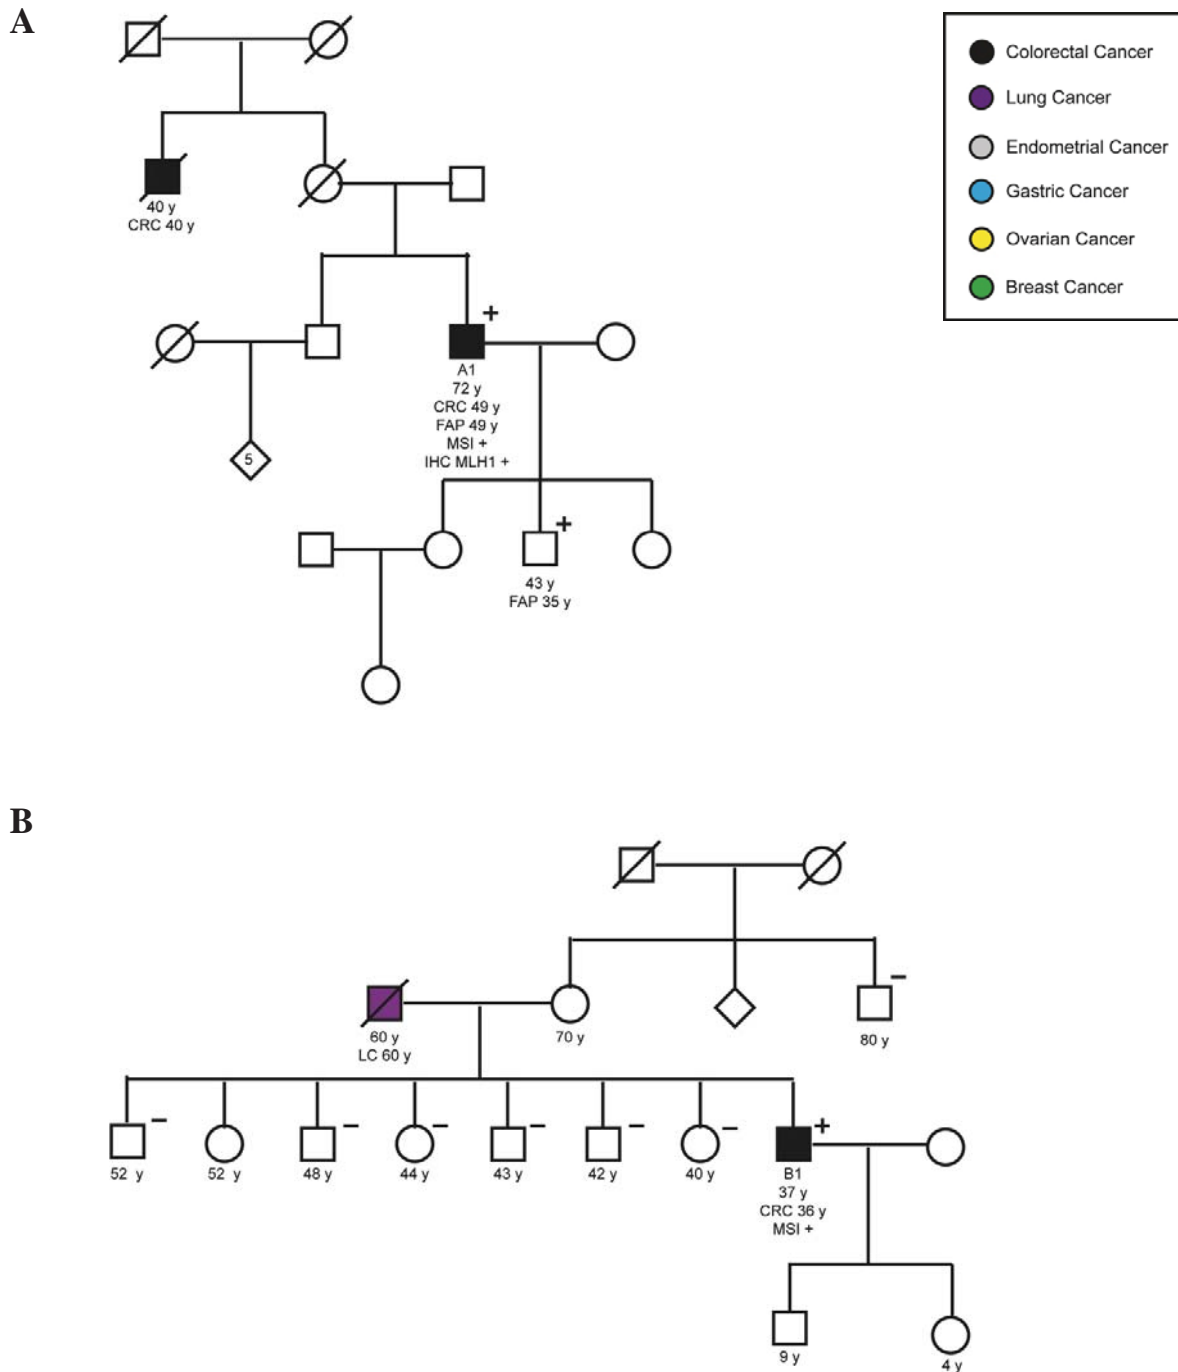 A
Colorectal Cancer
Lung Cancer
Endometrial Cancer
Gastric Cancer
Ovarian Cancer
Breast Cancer
40 y
CRC 40 y
+
A1
72 y
CRC 49 y
FAP 49 y
MSI +
IHC MLH1 +
5
+
43 y
FAP 35 y
B
–
60 y
LC 60 y
70 y
80 y
– – – – – – +
52 y 52 y 48 y 44 y 43 y 42 y 40 y B1
37 y
CRC 36 y
MSI +
9 y 4 y